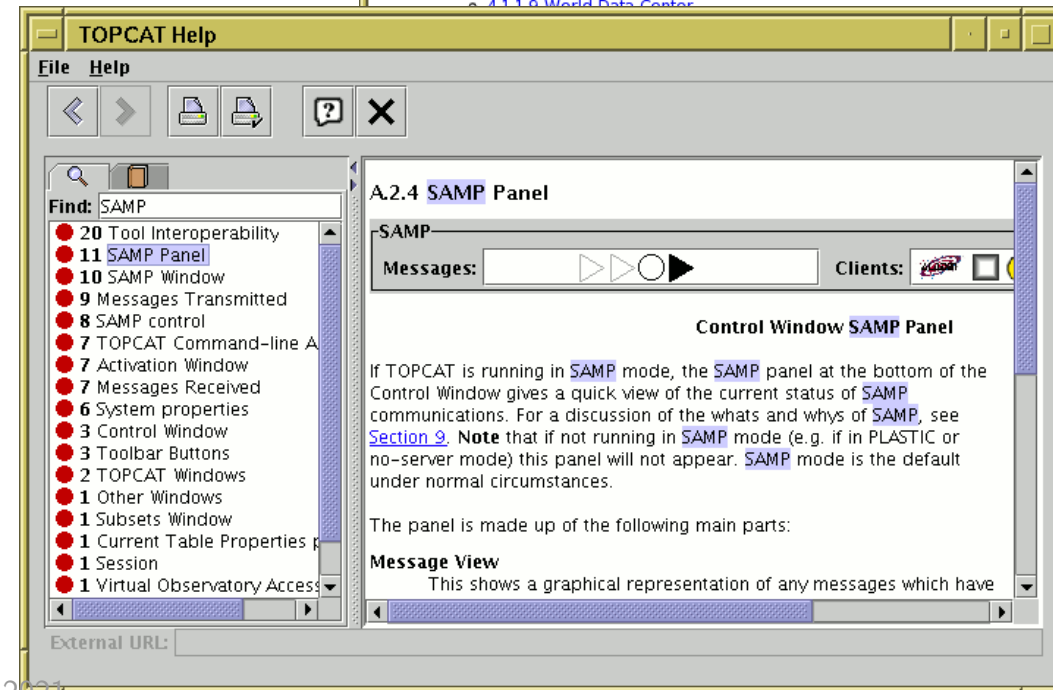 4.1.1.9 World Data Center
TOPCAT Help
File Help
Find: SAMP
20 Tool Interoperability
11 SAMP Panel
10 SAMP Window
9 Messages Transmitted
8 SAMP control
7 TOPCAT Command-line A
7 Activation Window
7 Messages Received
6 System properties
3 Control Window
3 Toolbar Buttons
2 TOPCAT Windows
1 Other Windows
1 Subsets Window
1 Current Table Properties p
1 Session
1 Virtual Observatory Access
A.2.4 SAMP Panel
SAMP
Messages: Clients:
Control Window SAMP Panel
If TOPCAT is running in SAMP mode, the SAMP panel at the bottom of the
Control Window gives a quick view of the current status of SAMP
communications. For a discussion of the whats and whys of SAMP, see
Section 9. Note that if not running in SAMP mode (e.g. if in PLASTIC or
no-server mode) this panel will not appear. SAMP mode is the default
under normal circumstances.
The panel is made up of the following main parts:
Message View
This shows a graphical representation of any messages which have
External URL: